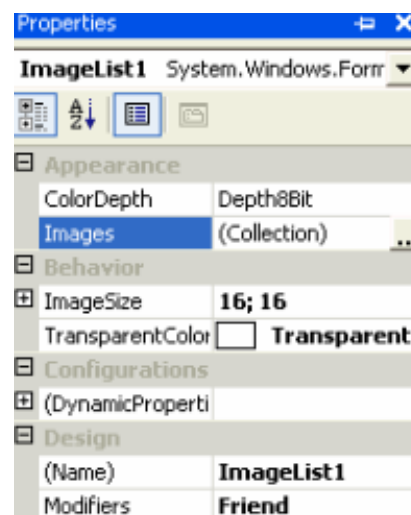 Properties
ImageList1 System.Windows.Forr
Appearance
ColorDepth Depth8Bit
Images (Collection) ...
Behavior
ImageSize 16; 16
TransparentColor Transparent
Configurations
(DynamicProperti
Design
(Name) ImageList1
Modifiers Friend